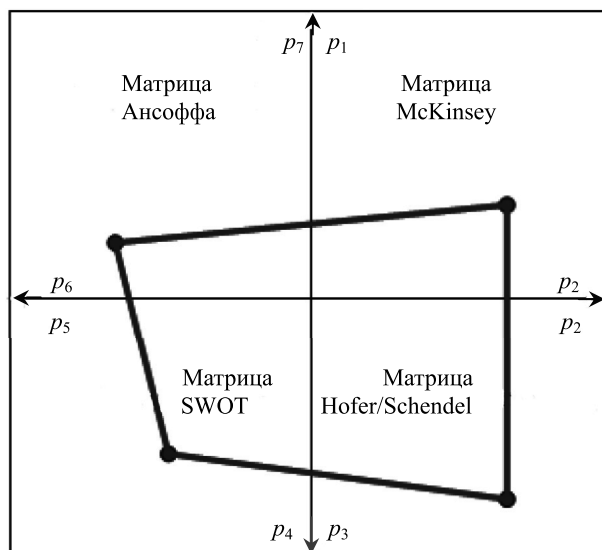 p7 p1
Матрица
Ансоффа
Матрица
McKinsey
p6 p2
p5 p2
Матрица
SWOT
Матрица
Hofer/Schendel
p4 p3